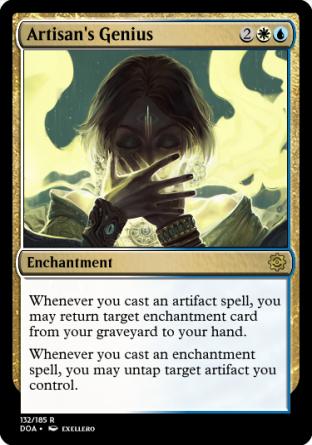 Artisan's Genius 2
Enchantment
Whenever you cast an artifact spell, you
may return target enchantment card
from your graveyard to your hand.
Whenever you cast an enchantment
spell, you may untap target artifact you
control.
132/185 R
DOA • EXELLERO